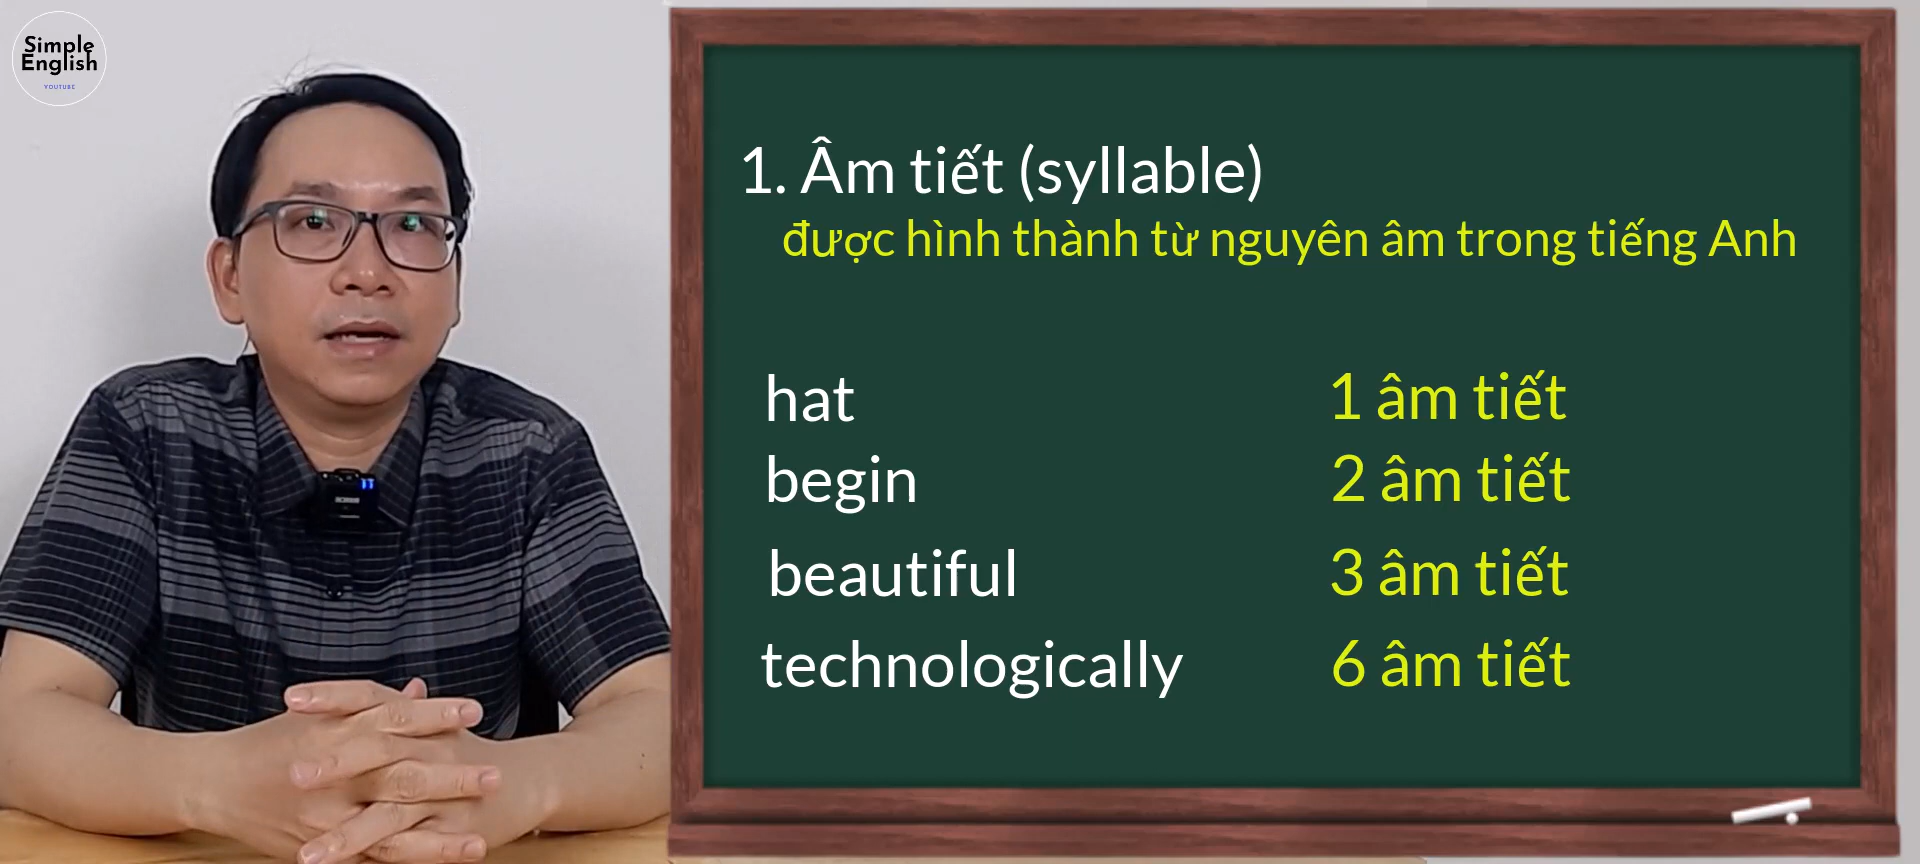 Simple
English
YOUTUBE
1. Âm tiết (syllable)
được hình thành từ nguyên âm trong tiếng Anh
hat 1 âm tiết
begin 2 âm tiết
beautiful 3 âm tiết
technologically 6 âm tiết